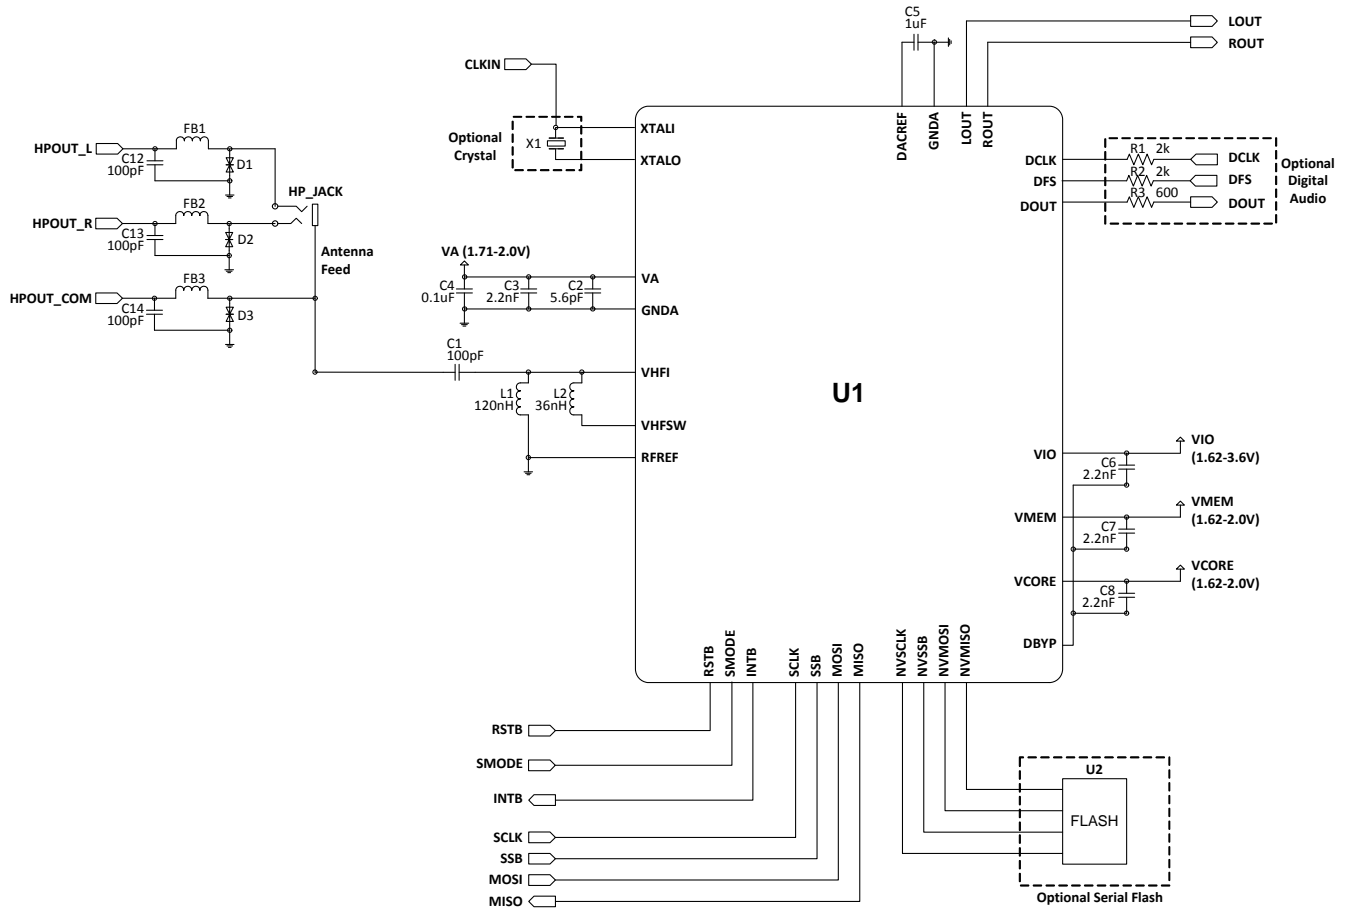 C5
1uF
LOUT
ROUT
CLKIN
Optional
Crystal
X1
XTALI
XTALO
DACREF
GNDA
LOUT
ROUT
FB1
HPOUT_L
C12
100pF
D1
HP_JACK
FB2
HPOUT_R
C13
100pF
D2
Antenna
Feed
FB3
HPOUT_COM
C14
100pF
D3
DCLK
DFS
DOUT
R1 2k
R2 2k
R3 600
DCLK
DFS
DOUT
Optional
Digital
Audio
VA (1.71-2.0V)
C4
0.1uF
C3
2.2nF
C2
5.6pF
VA
GNDA
C1
100pF
L1
120nH
L2
36nH
VHFI
VHFSW
RFREF
U1
VIO
C6
2.2nF
VIO
(1.62-3.6V)
VMEM
C7
2.2nF
VMEM
(1.62-2.0V)
VCORE
C8
2.2nF
VCORE
(1.62-2.0V)
DBYP
RSTB
SMODE
INTB
SCLK
SSB
MOSI
MISO
NVSCLK
NVSSB
NVMOSI
NVMISO
RSTB
SMODE
INTB
SCLK
SSB
MOSI
MISO
U2
FLASH
Optional Serial Flash